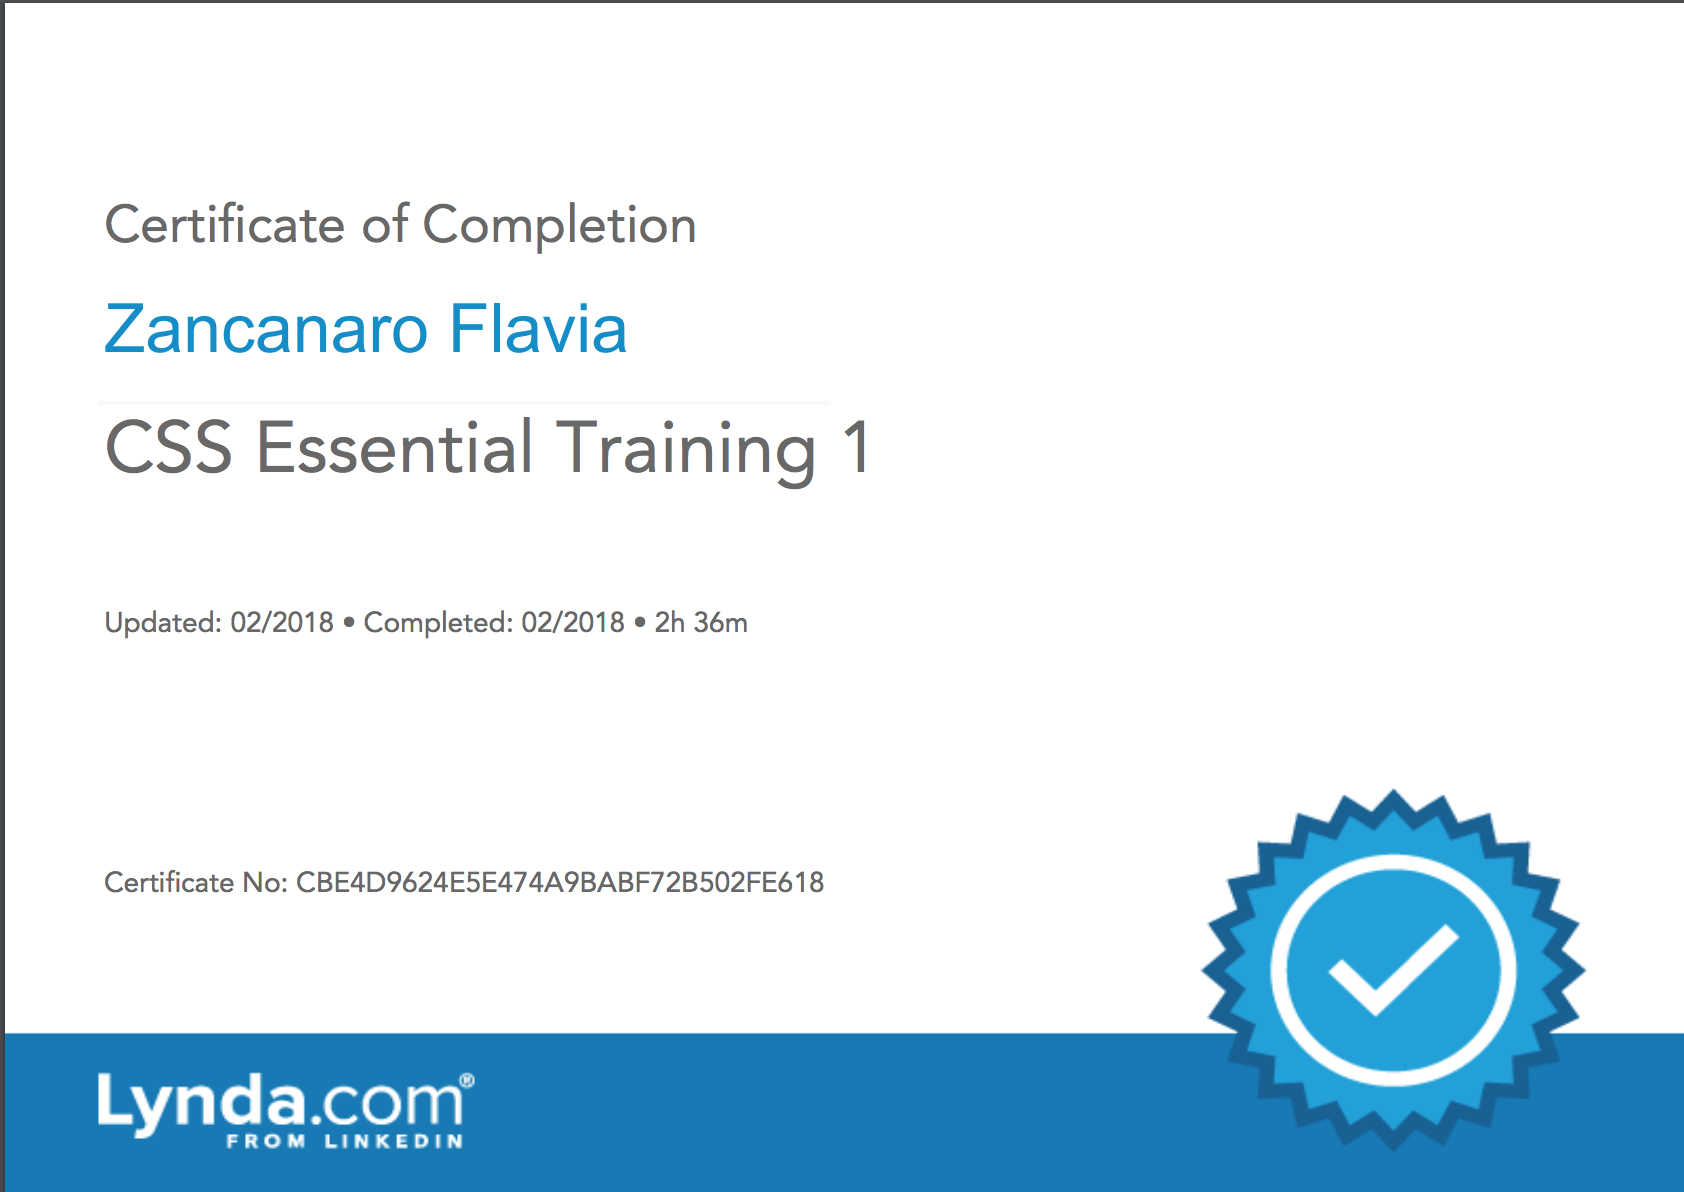 Certificate of Completion
Zancanaro Flavia
CSS Essential Training 1
Updated: 02/2018 • Completed: 02/2018 • 2h 36m
Certificate No: CBE4D9624E5E474A9BABF72B502FE618
Lynda.com®
FROM LINKEDIN